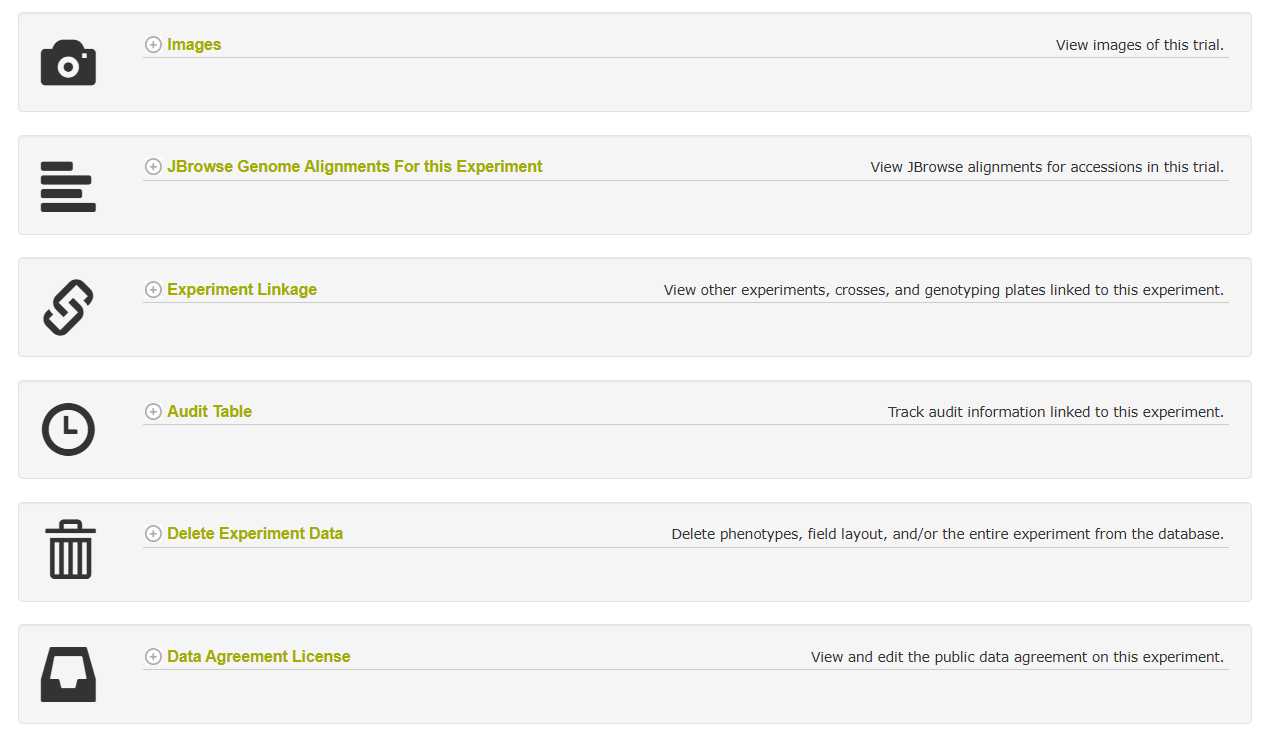 Images View images of this trial.
JBrowse Genome Alignments For this Experiment View JBrowse alignments for accessions in this trial.
Experiment Linkage View other experiments, crosses, and genotyping plates linked to this experiment.
Audit Table Track audit information linked to this experiment.
Delete Experiment Data Delete phenotypes, field layout, and/or the entire experiment from the database.
Data Agreement License View and edit the public data agreement on this experiment.